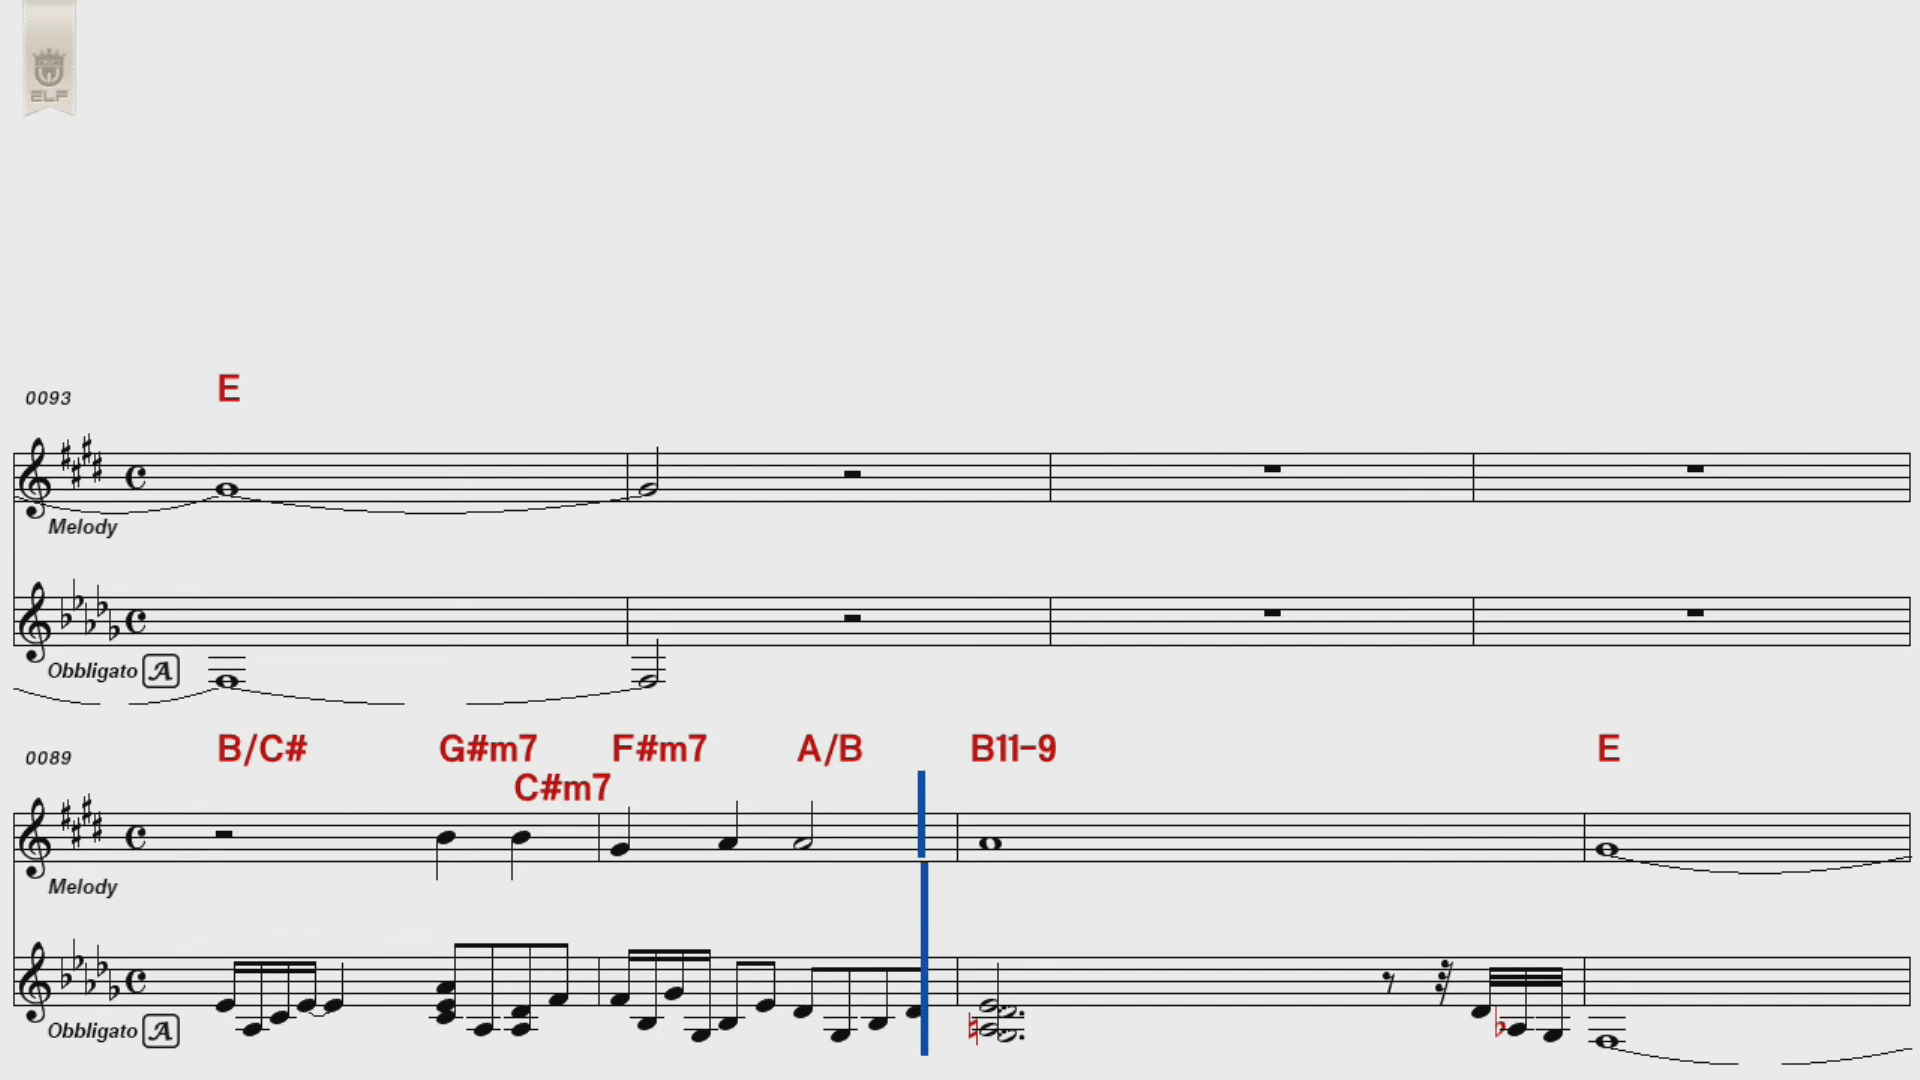 ELF
E
0093
Melody
Obbligato A
B/C# G#m7 F#m7 A/B B11-9 E
0089
C#m7
Melody
Obbligato A